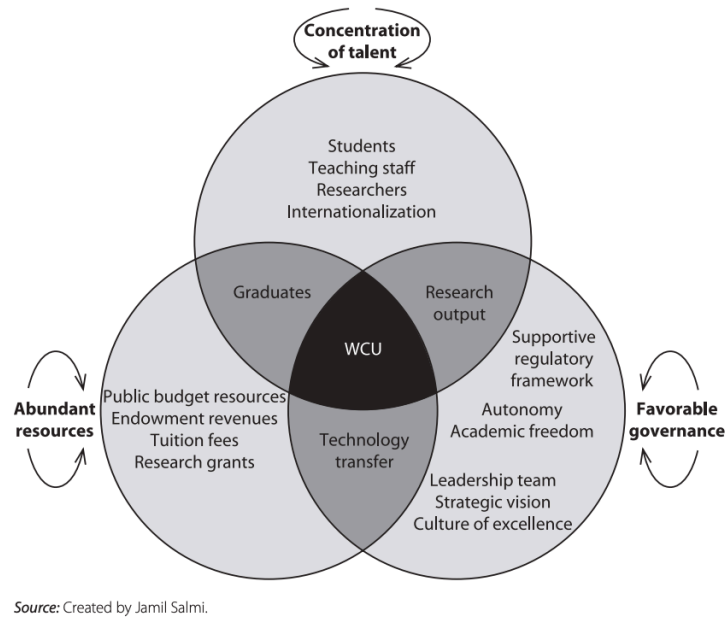 Concentration
of talent
Students
Teaching staff
Researchers
Internationalization
Graduates
Research
output
WCU
Supportive
regulatory
framework
Abundant
resources
Public budget resources
Endowment revenues
Tuition fees
Research grants
Technology
transfer
Autonomy
Academic freedom
Favorable
governance
Leadership team
Strategic vision
Culture of excellence
Source: Created by Jamil Salmi.